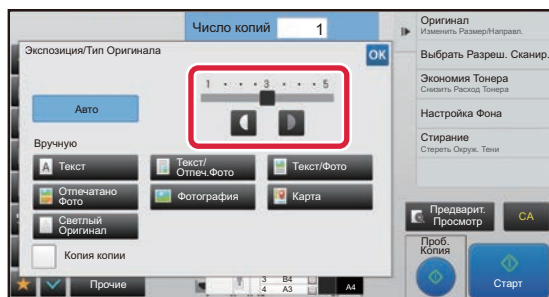 Число копий 1
Экспозиция/Тип Оригинала
OK
1 • • • 3 • • • 5
Авто
Вручную
A Текст
Текст/
Отпеч.Фото
Текст/Фото
Отпечатано
Фото
Фотография
Карта
Светлый
Оригинал
Копия копии
Прочие
3 B4
4 A3
A4
Оригинал
Изменить Размер/Направл.
Выбрать Разреш. Сканир.
Экономия Тонера
Снизить Расход Тонера
Настройка Фона
Стирание
Стереть Окруж. Тени
Предварит.
Просмотр
CA
Проб.
Копия
Старт